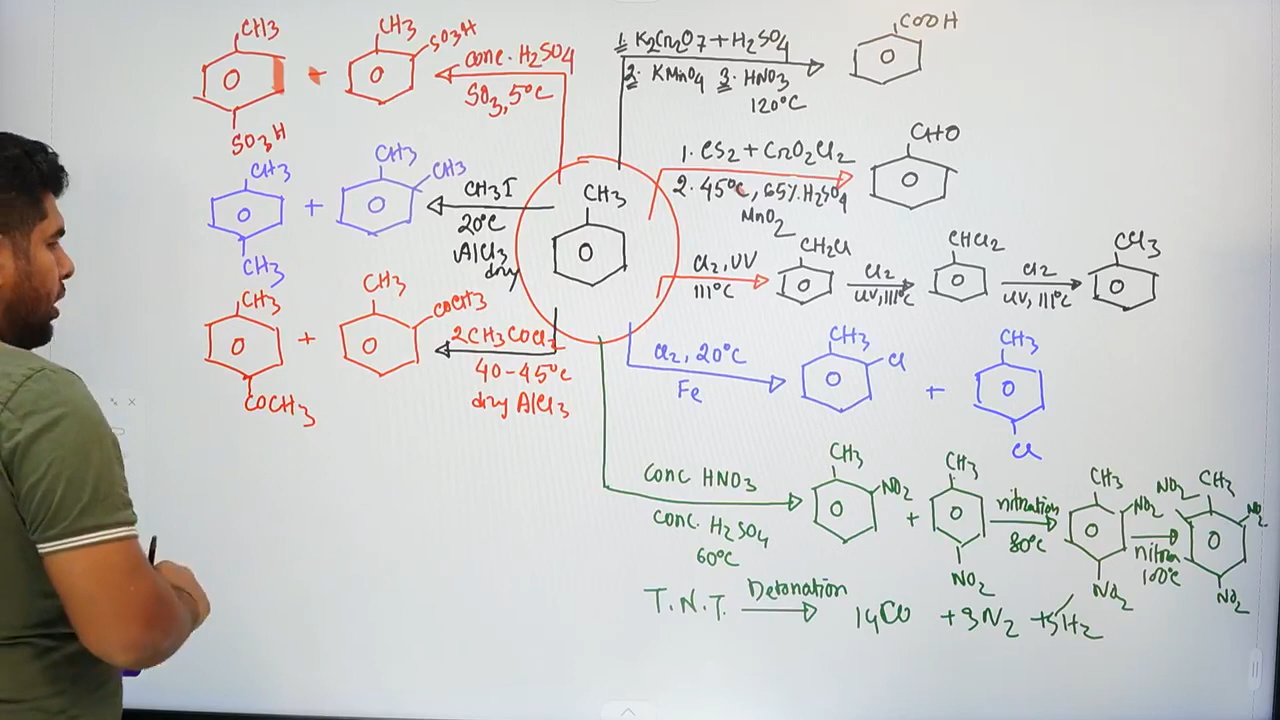 CH3
CH3
SO3H
+
conc. H2SO4
SO3, 5°C
SO3H
1. K2Cr2O7 + H2SO4
2. KMnO4 3. HNO3
120°C
COOH
CH3
CH3
CH3
+
CH3I
20°C
AlCl3
dry
CH3
CH3
1. CS2 + CrO2Cl2
2. 45°C, 65% H2SO4
MnO2
CHO
Cl2, UV
111°C
CH2Cl
Cl2
UV, 111°C
CHCl2
Cl2
UV, 111°C
CCl3
CH3
CH3
COCH3
+
2CH3COCl2
40-45°C
dry AlCl3
COCH3
Cl2, 20°C
Fe
CH3
Cl
+
CH3
Cl
Conc HNO3
Conc. H2SO4
60°C
CH3
NO2
+
CH3
NO2
nitration
80°C
CH3
NO2
NO2
nitra
100°C
NO2
CH3
NO2
NO2
T.N.T. Detonation 14CO + 3N2 + 5H2